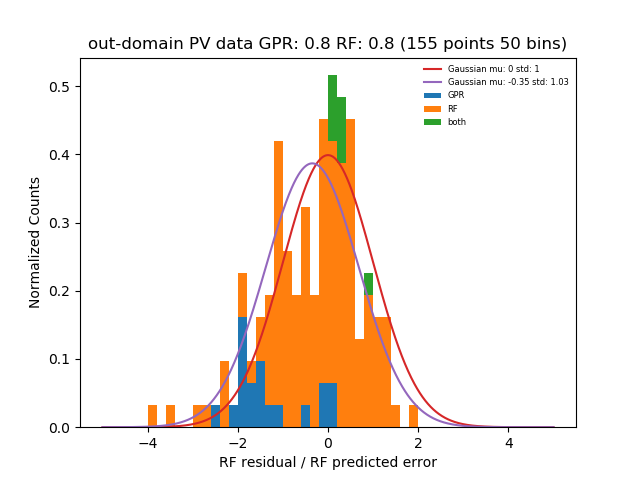 out-domain PV data GPR: 0.8 RF: 0.8 (155 points 50 bins)
Gaussian mu: 0 std: 1
Gaussian mu: -0.35 std: 1.03
GPR
RF
both
Normalized Counts
0.5
0.4
0.3
0.2
0.1
0.0
−4
−2
0
2
4
RF residual / RF predicted error